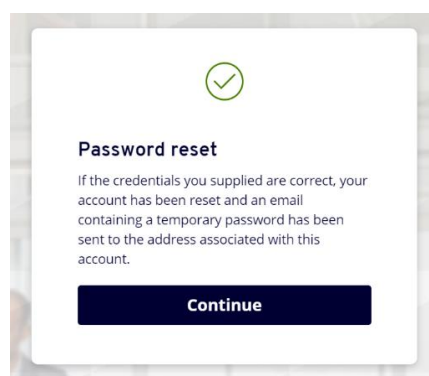 Password reset
If the credentials you supplied are correct, your
account has been reset and an email
containing a temporary password has been
sent to the address associated with this
account.
Continue